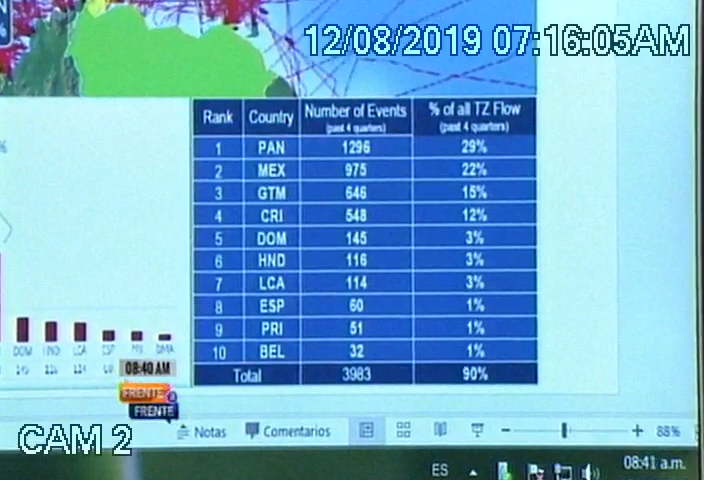 12/08/2019 07:16:05AM
Rank Country Number of Events (past 4 quarters) % of all TZ Flow (past 4 quarters)
1 PAN 1296 29%
2 MEX 975 22%
3 GTM 646 15%
4 CRI 548 12%
5 DOM 145 3%
6 HND 116 3%
7 LCA 114 3%
8 ESP 60 1%
9 PRI 51 1%
10 BEL 32 1%
Total 3983 90%
DOM HND LCA ESP PRI DMA
08:40 AM
FRENTE a
FRENTE
CAM 2
Notas Comentarios 88%
ES 08:41 a.m.